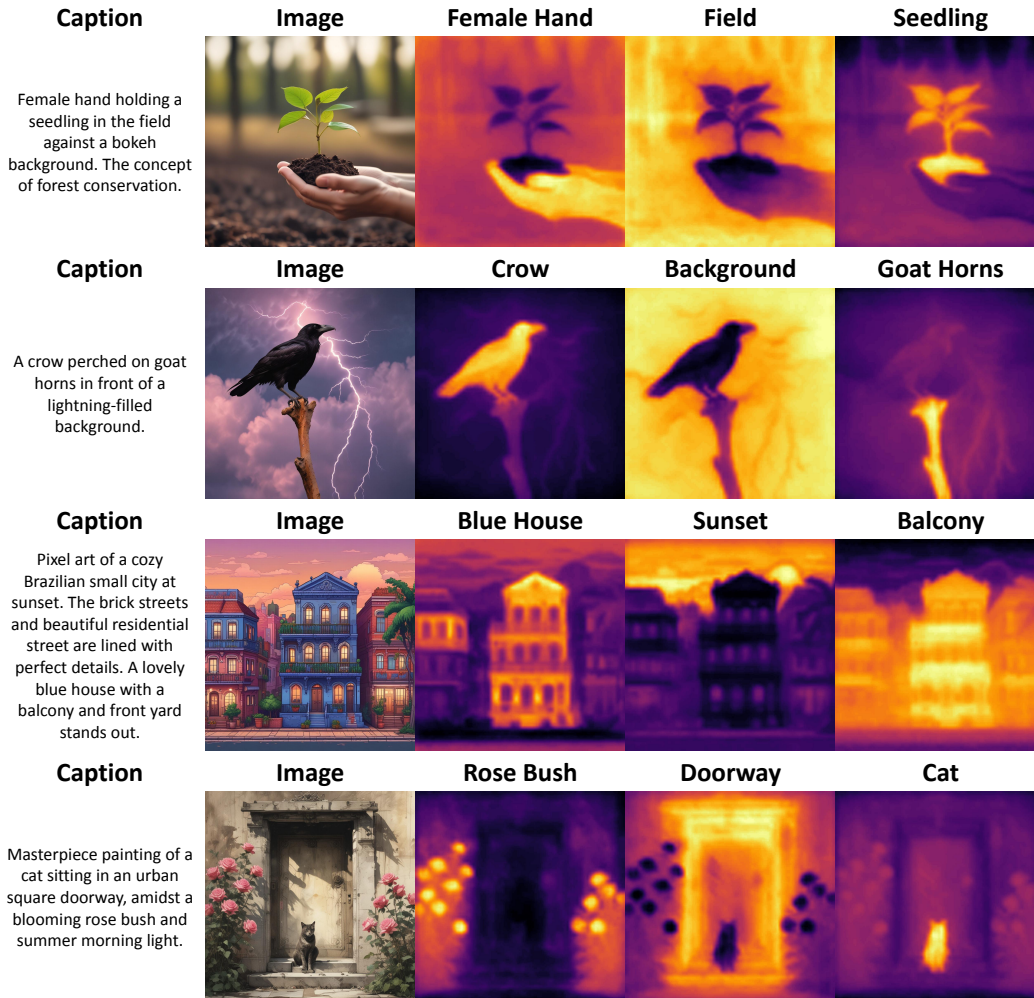 Caption Image Female Hand Field Seedling
Female hand holding a
seedling in the field
against a bokeh
background. The concept
of forest conservation.
Caption Image Crow Background Goat Horns
A crow perched on goat
horns in front of a
lightning-filled
background.
Caption Image Blue House Sunset Balcony
Pixel art of a cozy
Brazilian small city at
sunset. The brick streets
and beautiful residential
street are lined with
perfect details. A lovely
blue house with a
balcony and front yard
stands out.
Caption Image Rose Bush Doorway Cat
Masterpiece painting of a
cat sitting in an urban
square doorway, amidst a
blooming rose bush and
summer morning light.